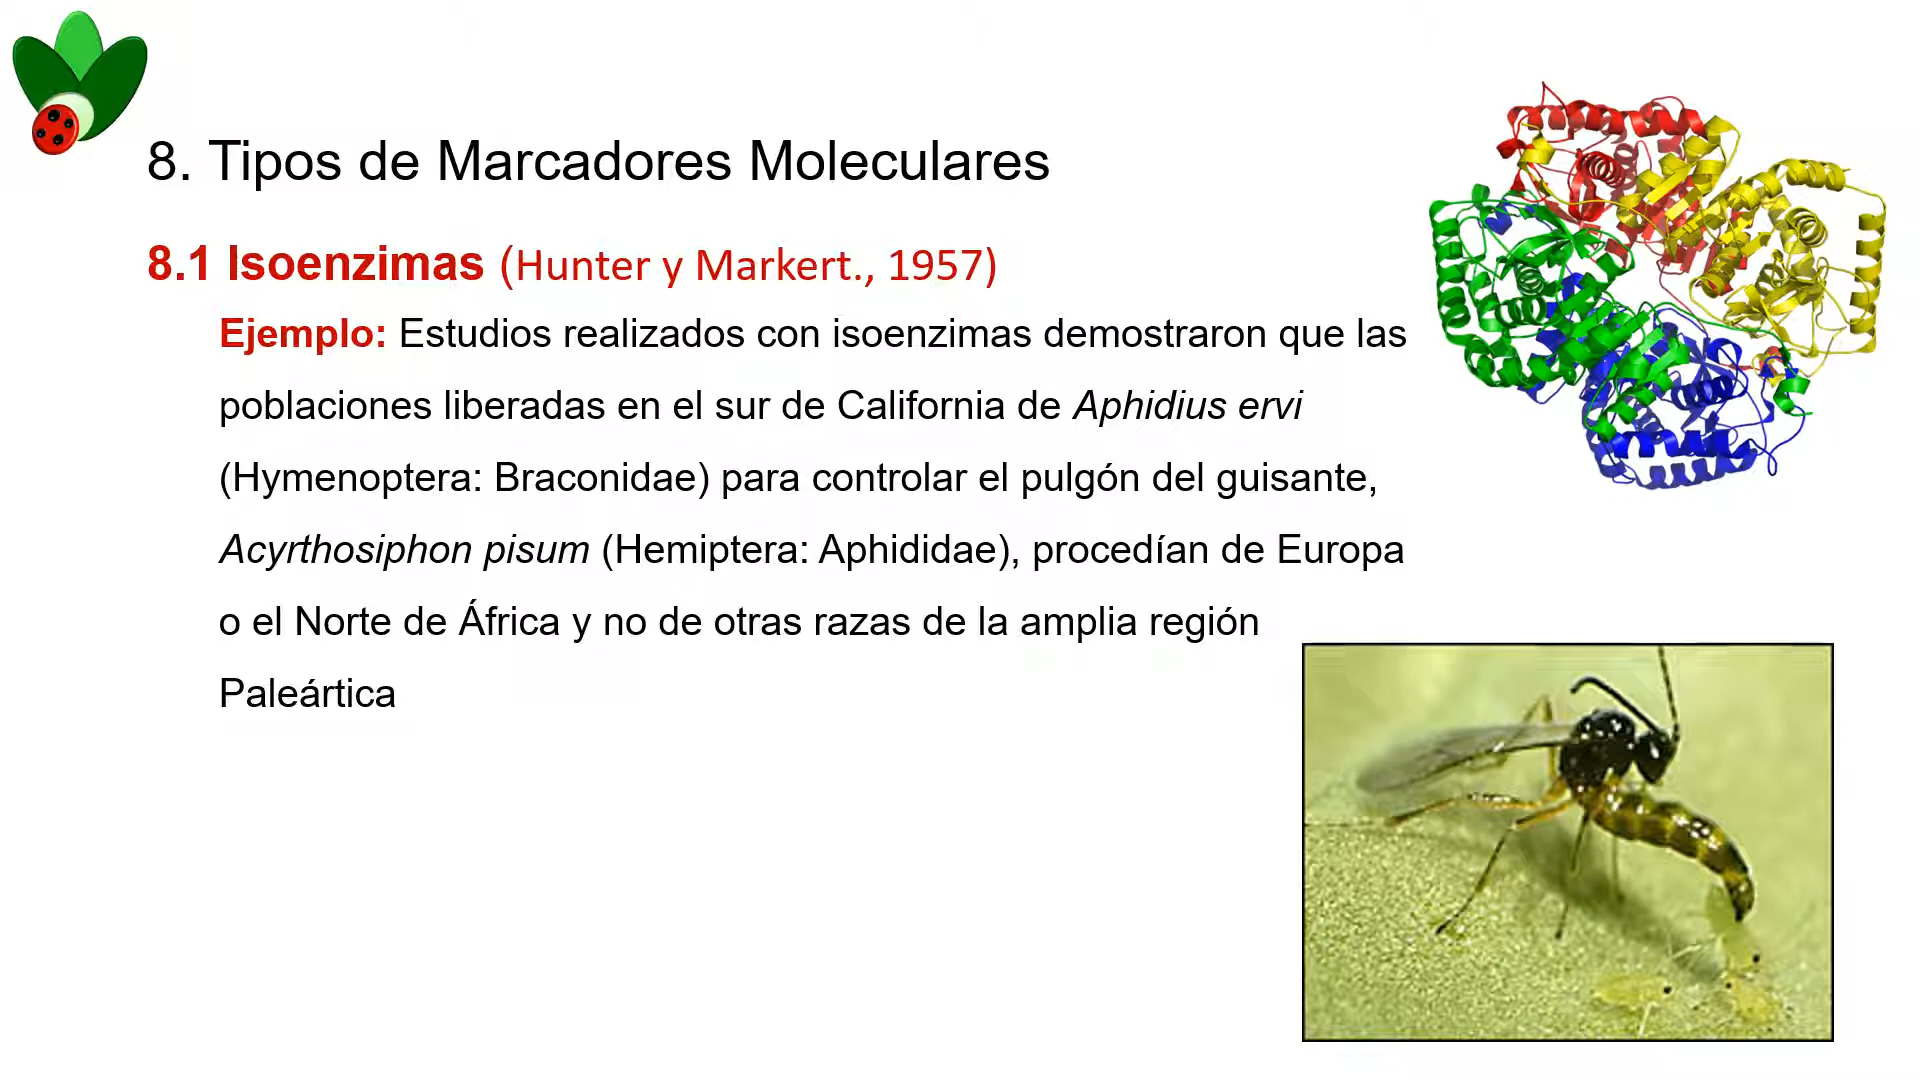 8. Tipos de Marcadores Moleculares
8.1 Isoenzimas (Hunter y Markert., 1957)
Ejemplo: Estudios realizados con isoenzimas demostraron que las
poblaciones liberadas en el sur de California de Aphidius ervi
(Hymenoptera: Braconidae) para controlar el pulgón del guisante,
Acyrthosiphon pisum (Hemiptera: Aphididae), procedían de Europa
o el Norte de África y no de otras razas de la amplia región
Paleártica